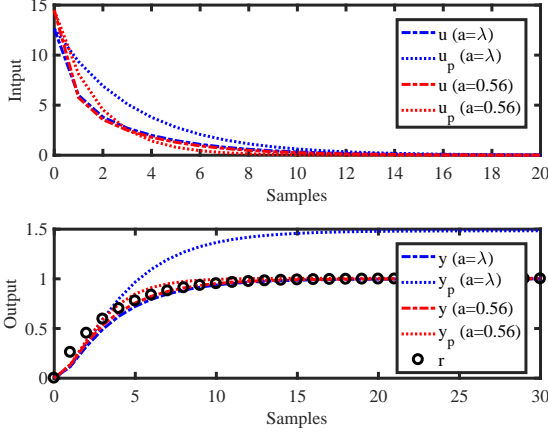 15
10
5
0
Intput
0
2
4
6
8
10
12
14
16
18
20
Samples
u (a=λ)
u_p (a=λ)
u (a=0.56)
u_p (a=0.56)
1.5
1
0.5
0
Output
0
5
10
15
20
25
30
Samples
y (a=λ)
y_p (a=λ)
y (a=0.56)
y_p (a=0.56)
r